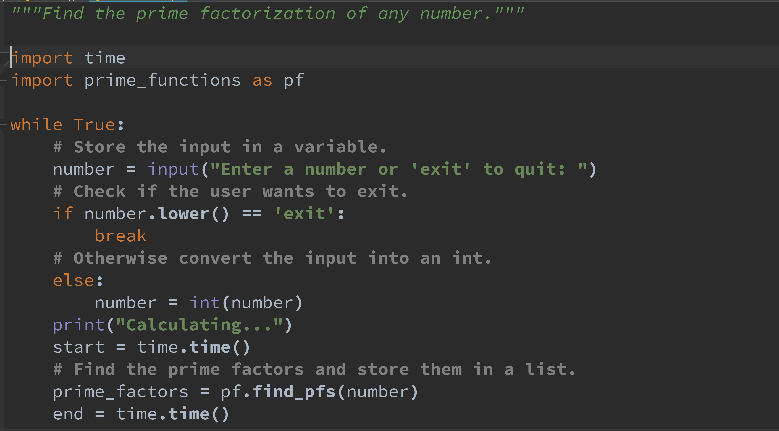 """Find the prime factorization of any number."""
import time
import prime_functions as pf
while True:
    # Store the input in a variable.
    number = input("Enter a number or 'exit' to quit: ")
    # Check if the user wants to exit.
    if number.lower() == 'exit':
        break
    # Otherwise convert the input into an int.
    else:
        number = int(number)
    print("Calculating...")
    start = time.time()
    # Find the prime factors and store them in a list.
    prime_factors = pf.find_pfs(number)
    end = time.time()